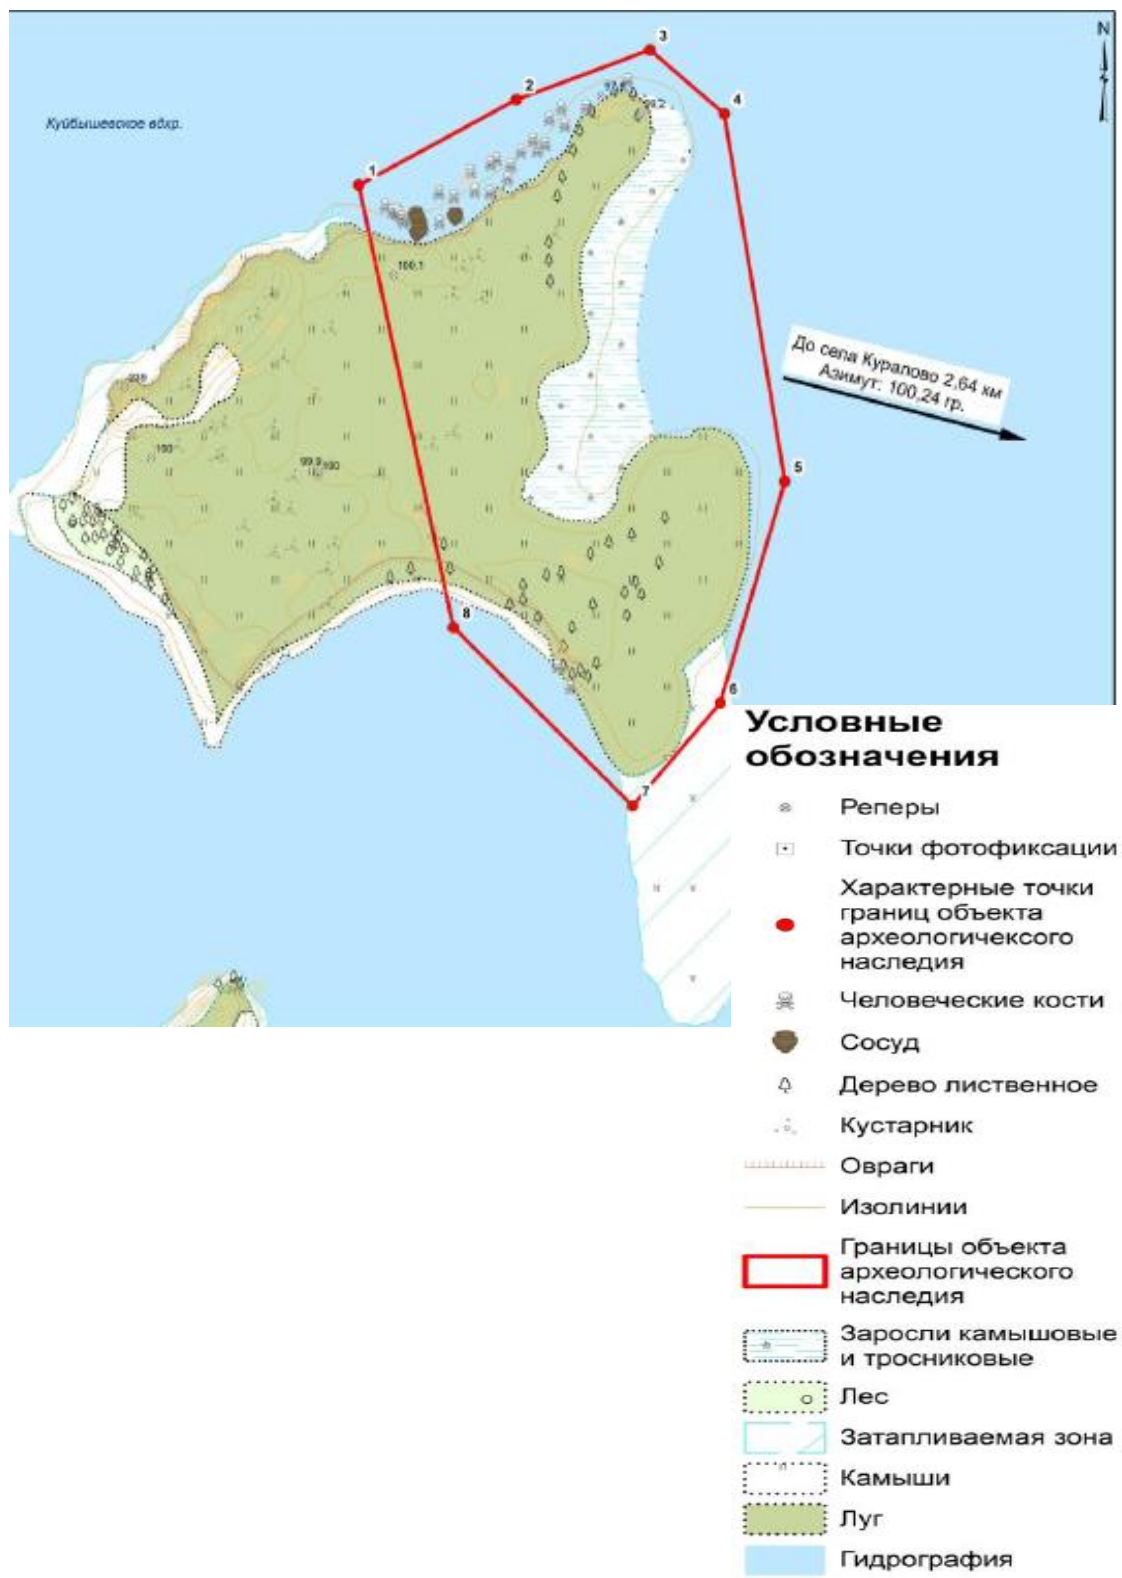 N
3
2
4
Куйбышевское вдхр.
1
100,1
До села Куралово 2,64 км
Азимут: 100,24 гр.
100
99,9
100
5
8
6
7
Условные
обозначения
Реперы
Точки фотофиксации
Характерные точки
границ объекта
археологичексого
наследия
Человеческие кости
Сосуд
Дерево лиственное
Кустарник
Овраги
Изолинии
Границы объекта
археологического
наследия
Заросли камышовые
и тросниковые
Лес
Затапливаемая зона
Камыши
Луг
Гидрография